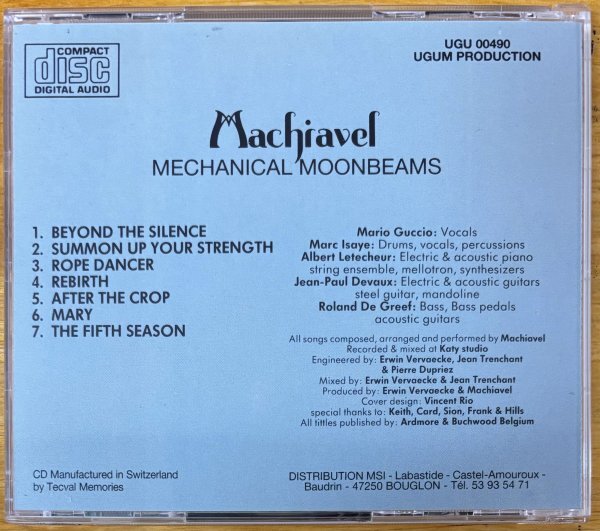 COMPACT
disc
DIGITAL AUDIO
UGU 00490
UGUM PRODUCTION
Machiavel
MECHANICAL MOONBEAMS
1. BEYOND THE SILENCE
2. SUMMON UP YOUR STRENGTH
3. ROPE DANCER
4. REBIRTH
5. AFTER THE CROP
6. MARY
7. THE FIFTH SEASON
Mario Guccio: Vocals
Marc Isaye: Drums, vocals, percussions
Albert Letecheur: Electric & acoustic piano
string ensemble, mellotron, synthesizers
Jean-Paul Devaux: Electric & acoustic guitars
steel guitar, mandoline
Roland De Greef: Bass, Bass pedals
acoustic guitars
All songs composed, arranged and performed by Machiavel
Recorded & mixed at Katy studio
Engineered by: Erwin Vervaecke, Jean Trenchant
& Pierre Dupriez
Mixed by: Erwin Vervaecke & Jean Trenchant
Produced by: Erwin Vervaecke & Machiavel
Cover design: Vincent Rio
special thanks to: Keith, Card, Sion, Frank & Hills
All tittles published by: Ardmore & Buchwood Belgium
CD Manufactured in Switzerland
by Tecval Memories
DISTRIBUTION MSI - Labastide - Castel-Amouroux -
Baudrin - 47250 BOUGLON - Tél. 53 93 54 71